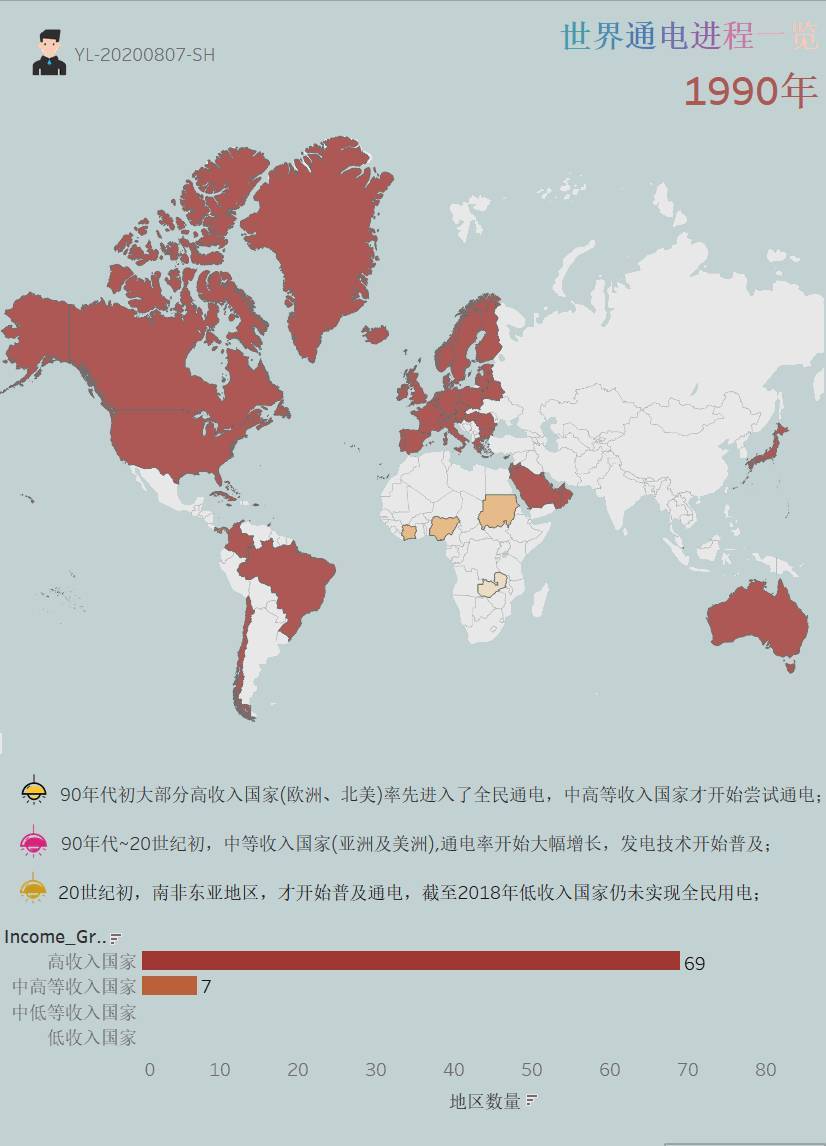 世界通电进程一览
YL-20200807-SH
1990年
90年代初大部分高收入国家(欧洲、北美)率先进入了全民通电，中高等收入国家才开始尝试通电；
90年代~20世纪初，中等收入国家(亚洲及美洲),通电率开始大幅增长，发电技术开始普及；
20世纪初，南非东亚地区，才开始普及通电，截至2018年低收入国家仍未实现全民用电；
Income_Gr..
高收入国家 69
中高等收入国家 7
中低等收入国家
低收入国家
0 10 20 30 40 50 60 70 80
地区数量